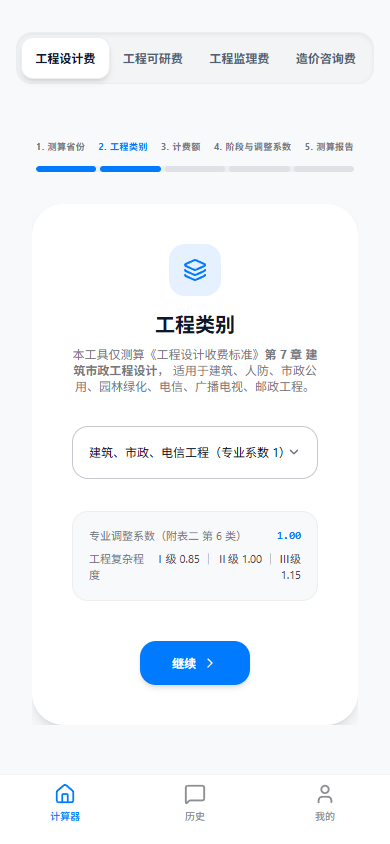 工程设计费 工程可研费 工程监理费 造价咨询费
1. 测算省份 2. 工程类别 3. 计费额 4. 阶段与调整系数 5. 测算报告
工程类别
本工具仅测算《工程设计收费标准》第 7 章 建
筑市政工程设计， 适用于建筑、人防、市政公
用、园林绿化、电信、广播电视、邮政工程。
建筑、市政、电信工程（专业系数 1）
专业调整系数（附表二 第 6 类） 1.00
工程复杂程 Ⅰ级 0.85 ｜ Ⅱ级 1.00 ｜ Ⅲ级
度 1.15
继续
计算器 历史 我的